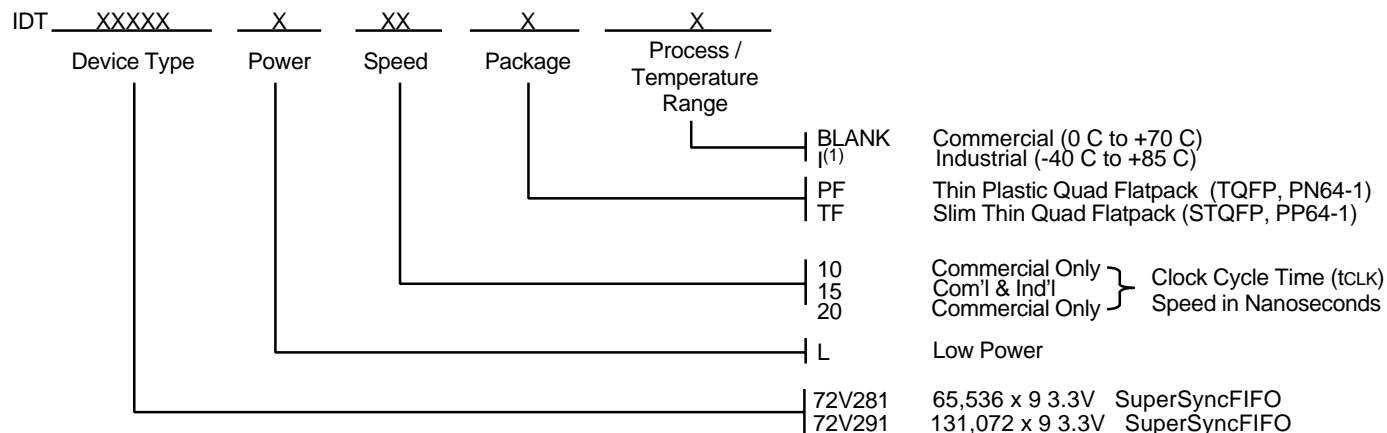 IDT XXXXX X XX X X
Device Type Power Speed Package Process /
Temperature
Range
BLANK Commercial (0 C to +70 C)
I(1) Industrial (-40 C to +85 C)
PF Thin Plastic Quad Flatpack (TQFP, PN64-1)
TF Slim Thin Quad Flatpack (STQFP, PP64-1)
10 Commercial Only
15 Com'l & Ind'l
20 Commercial Only
Clock Cycle Time (tCLK)
Speed in Nanoseconds
L Low Power
72V281 65,536 x 9 3.3V SuperSyncFIFO
72V291 131,072 x 9 3.3V SuperSyncFIFO